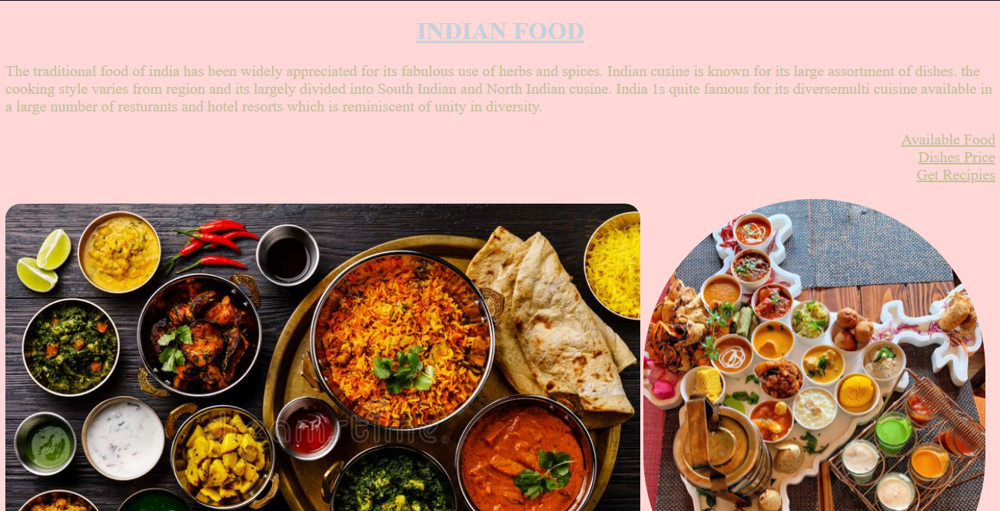 INDIAN FOOD
The traditional food of india has been widely appreciated for its fabulous use of herbs and spices. Indian cusine is known for its large assortment of dishes. the
cooking style varies from region and its largely divided into South Indian and North Indian cusine. India 1s quite famous for its diversemulti cuisine available in
a large number of resturants and hotel resorts which is reminiscent of unity in diversity.
Available Food
Dishes Price
Get Recipies
dreamstime